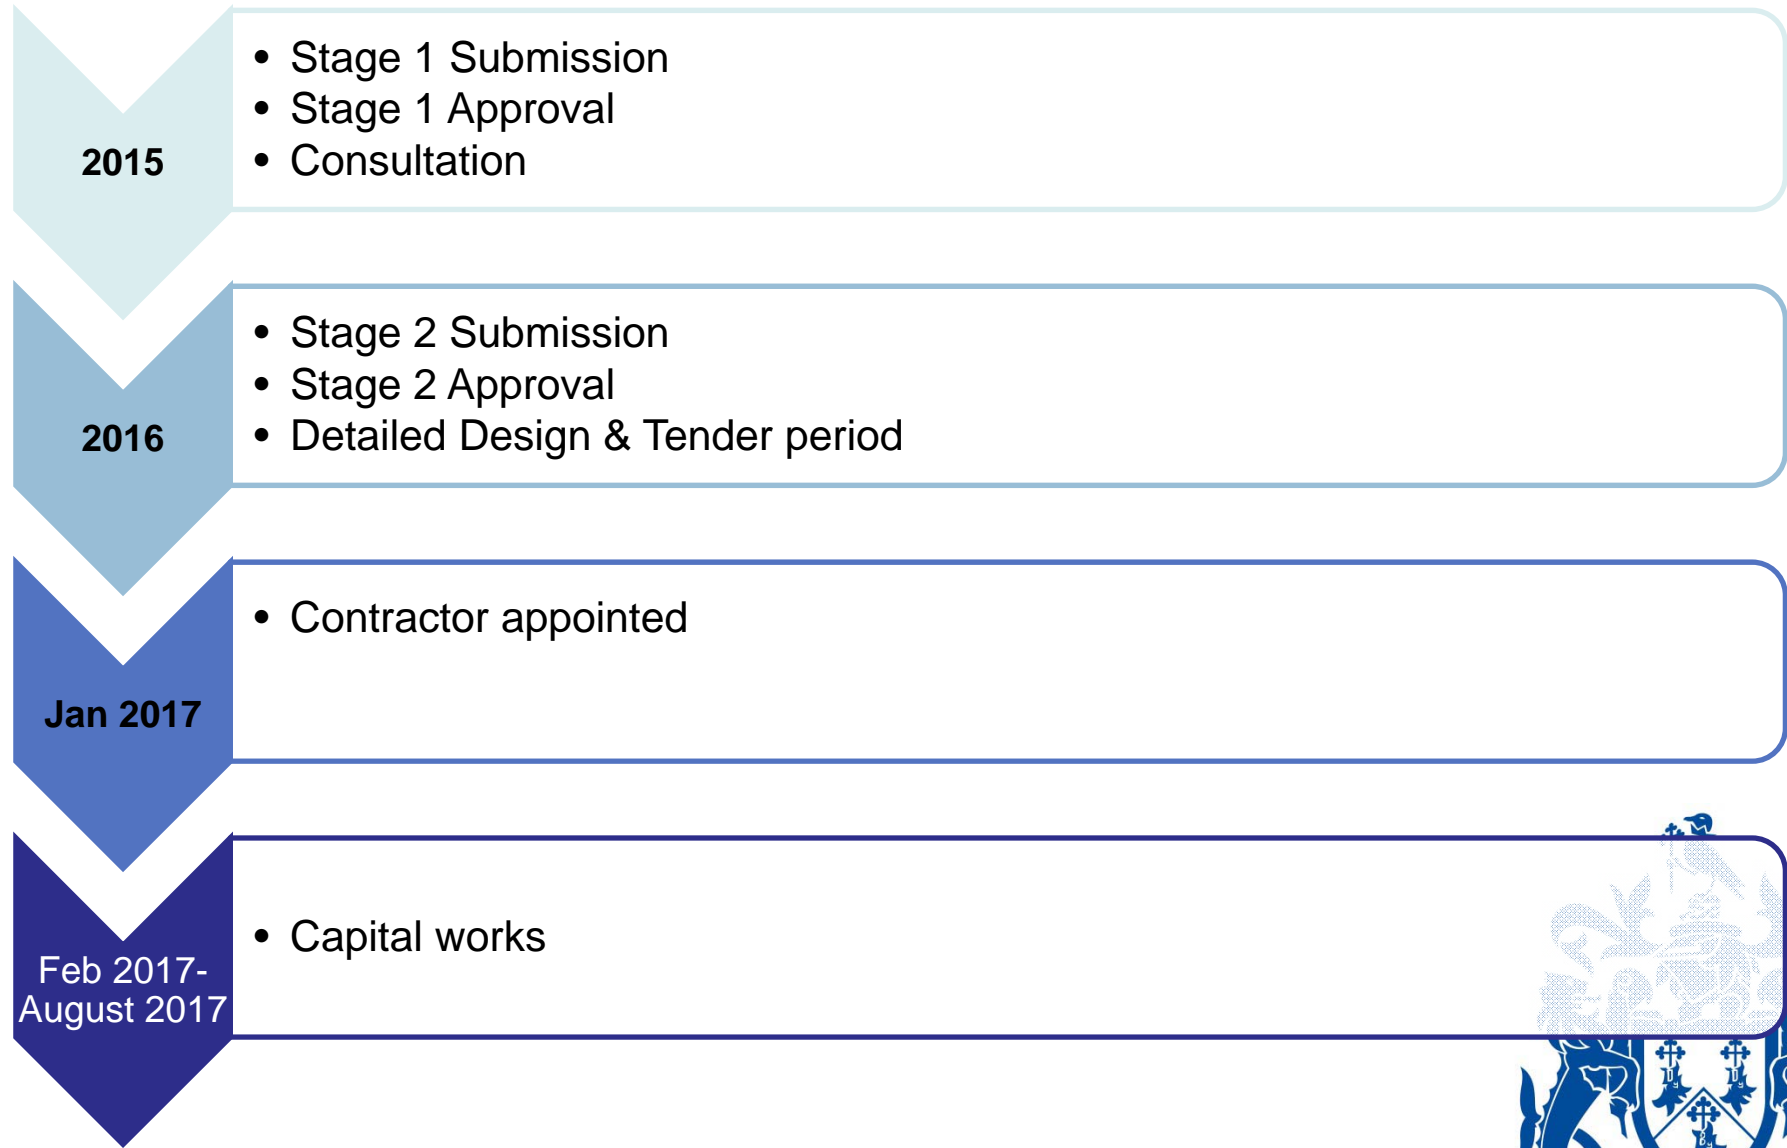 2015
• Stage 1 Submission
• Stage 1 Approval
• Consultation
2016
• Stage 2 Submission
• Stage 2 Approval
• Detailed Design & Tender period
Jan 2017
• Contractor appointed
Feb 2017-
August 2017
• Capital works